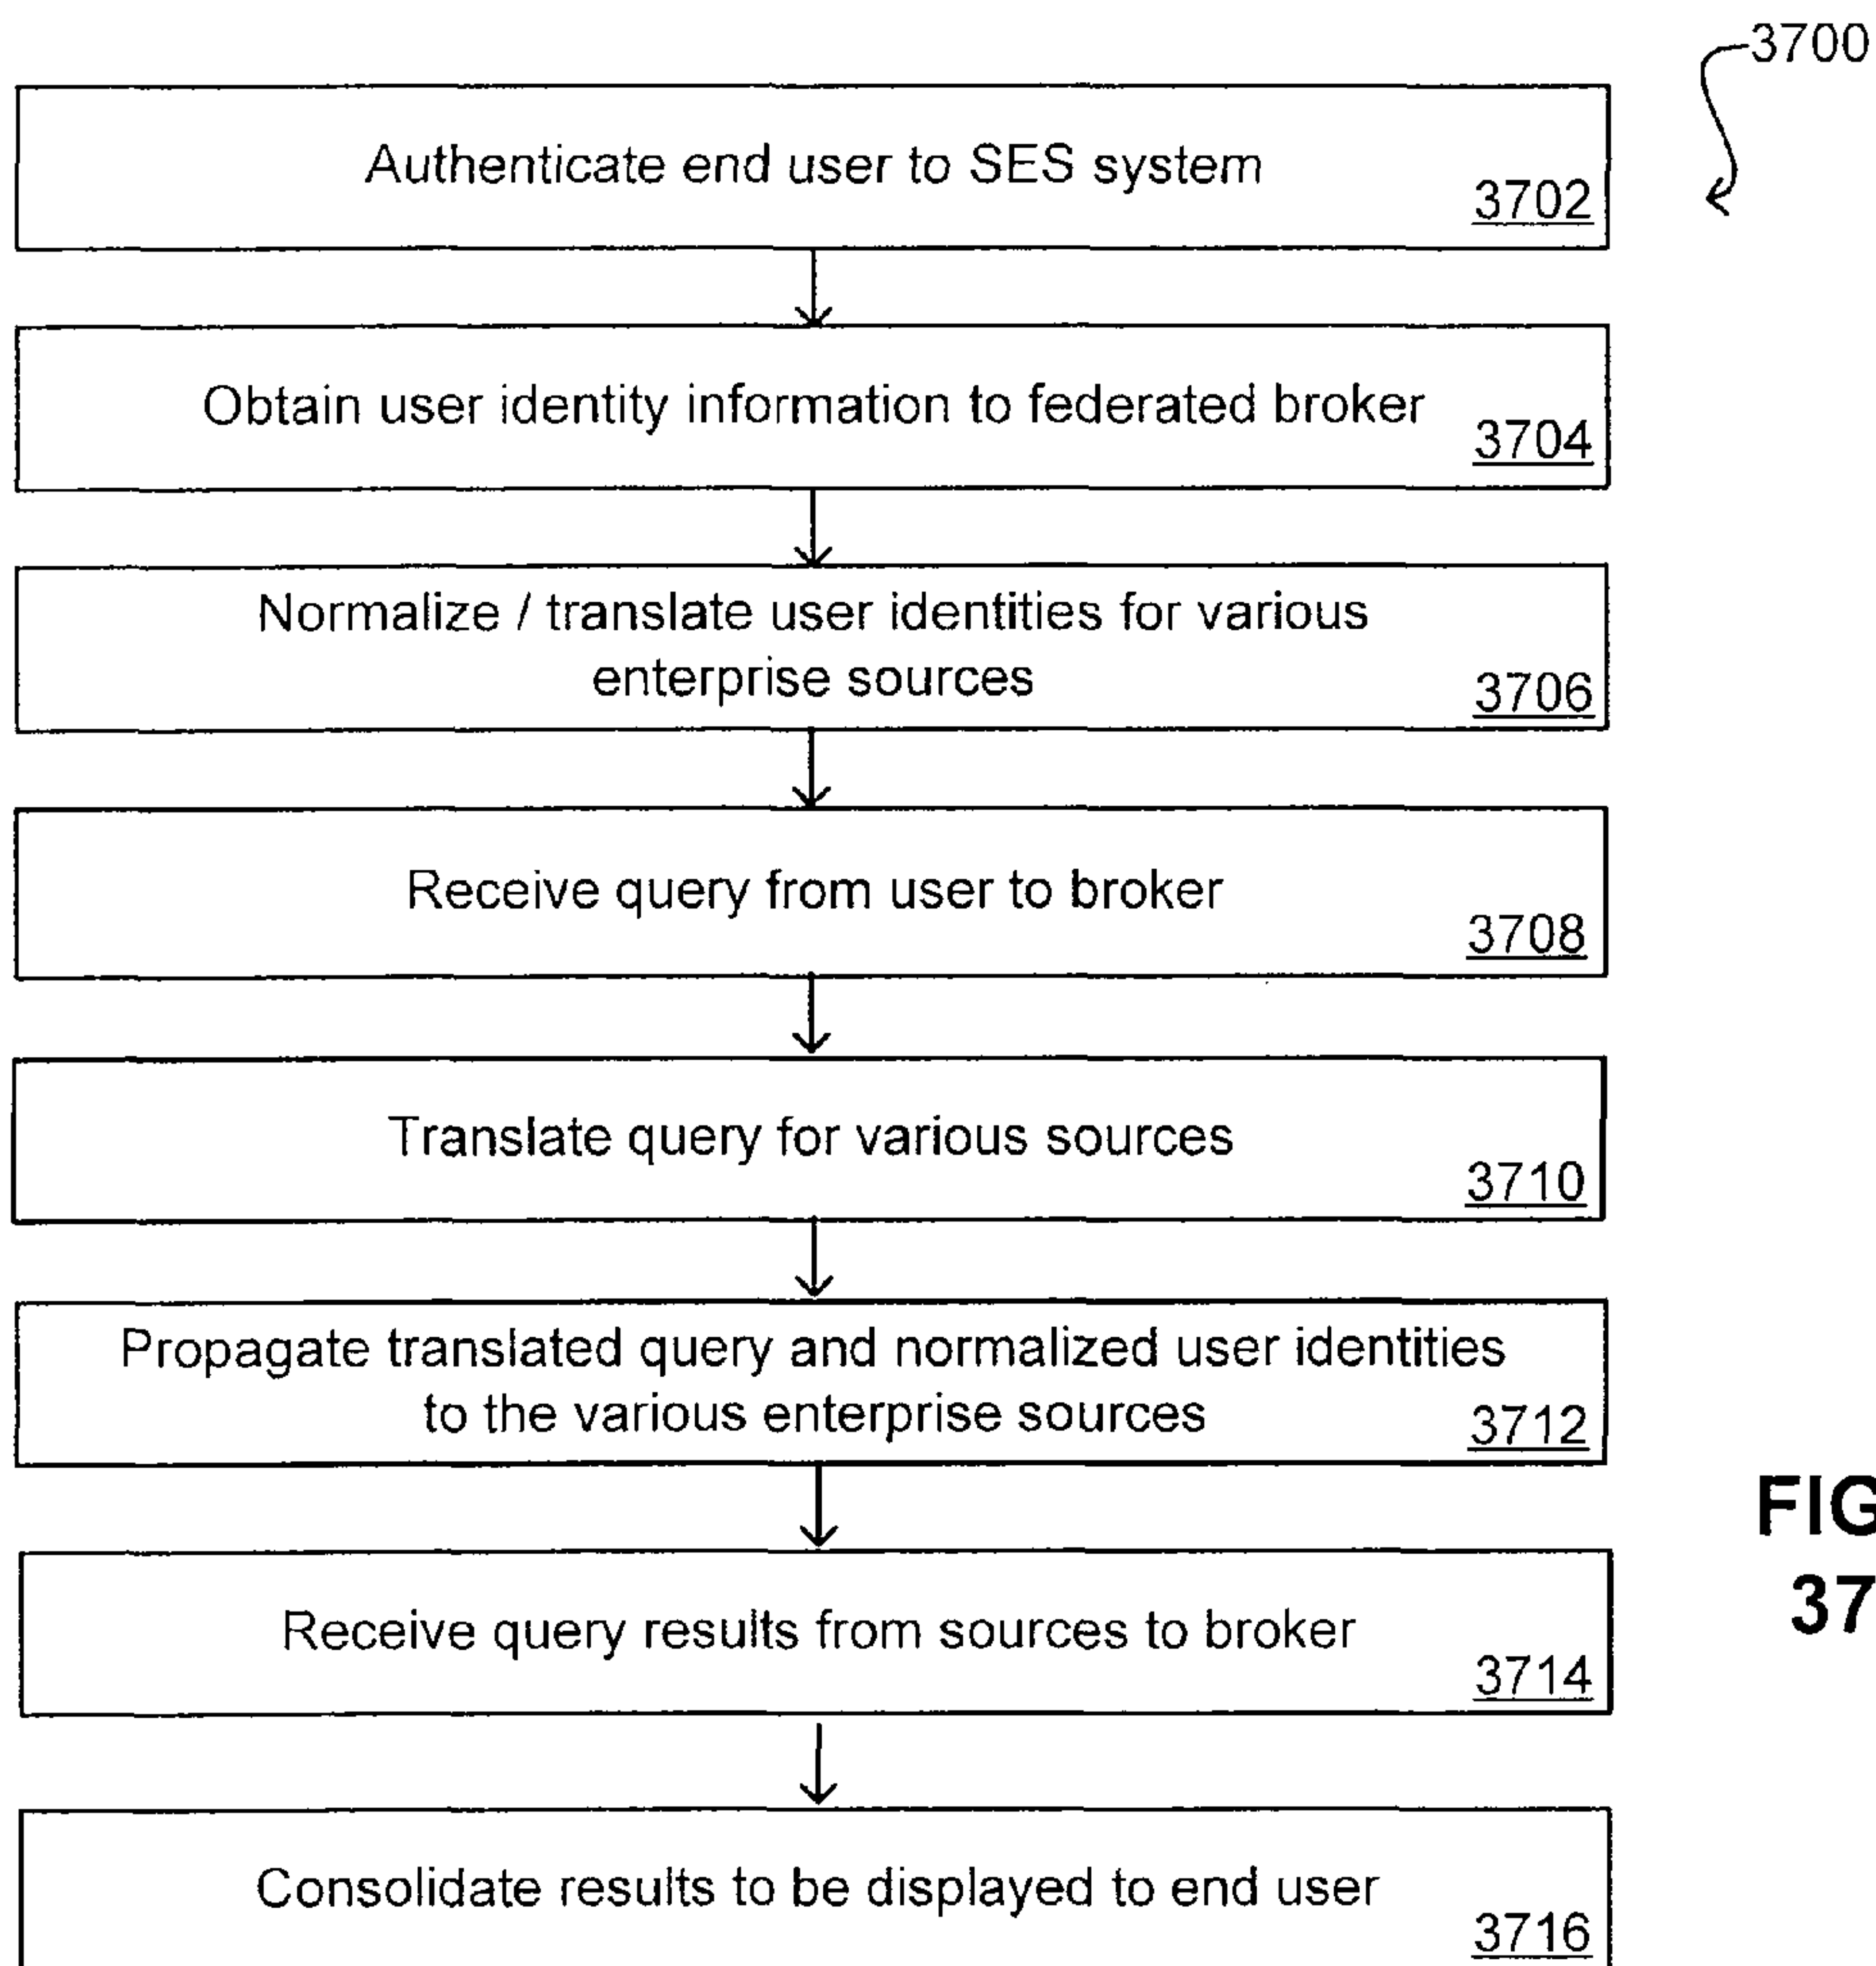 3700
Authenticate end user to SES system
3702
Obtain user identity information to federated broker
3704
Normalize / translate user identities for various
enterprise sources
3706
Receive query from user to broker
3708
Translate query for various sources
3710
Propagate translated query and normalized user identities
to the various enterprise sources
3712
Receive query results from sources to broker
3714
Consolidate results to be displayed to end user
3716
FIG
37